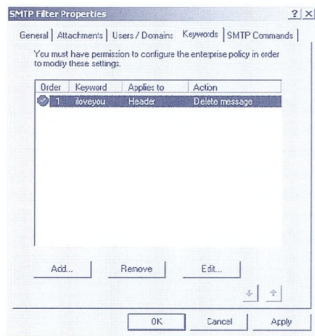 SMTP Filter Properties ? ×
General Attachments Users / Domains Keywords SMTP Commands
You must have permission to configure the enterprise policy in order
to modify these settings.
Order Keyword Applies to Action
1 iloveyou Header Delete message
Add... Remove Edit...
OK Cancel Apply